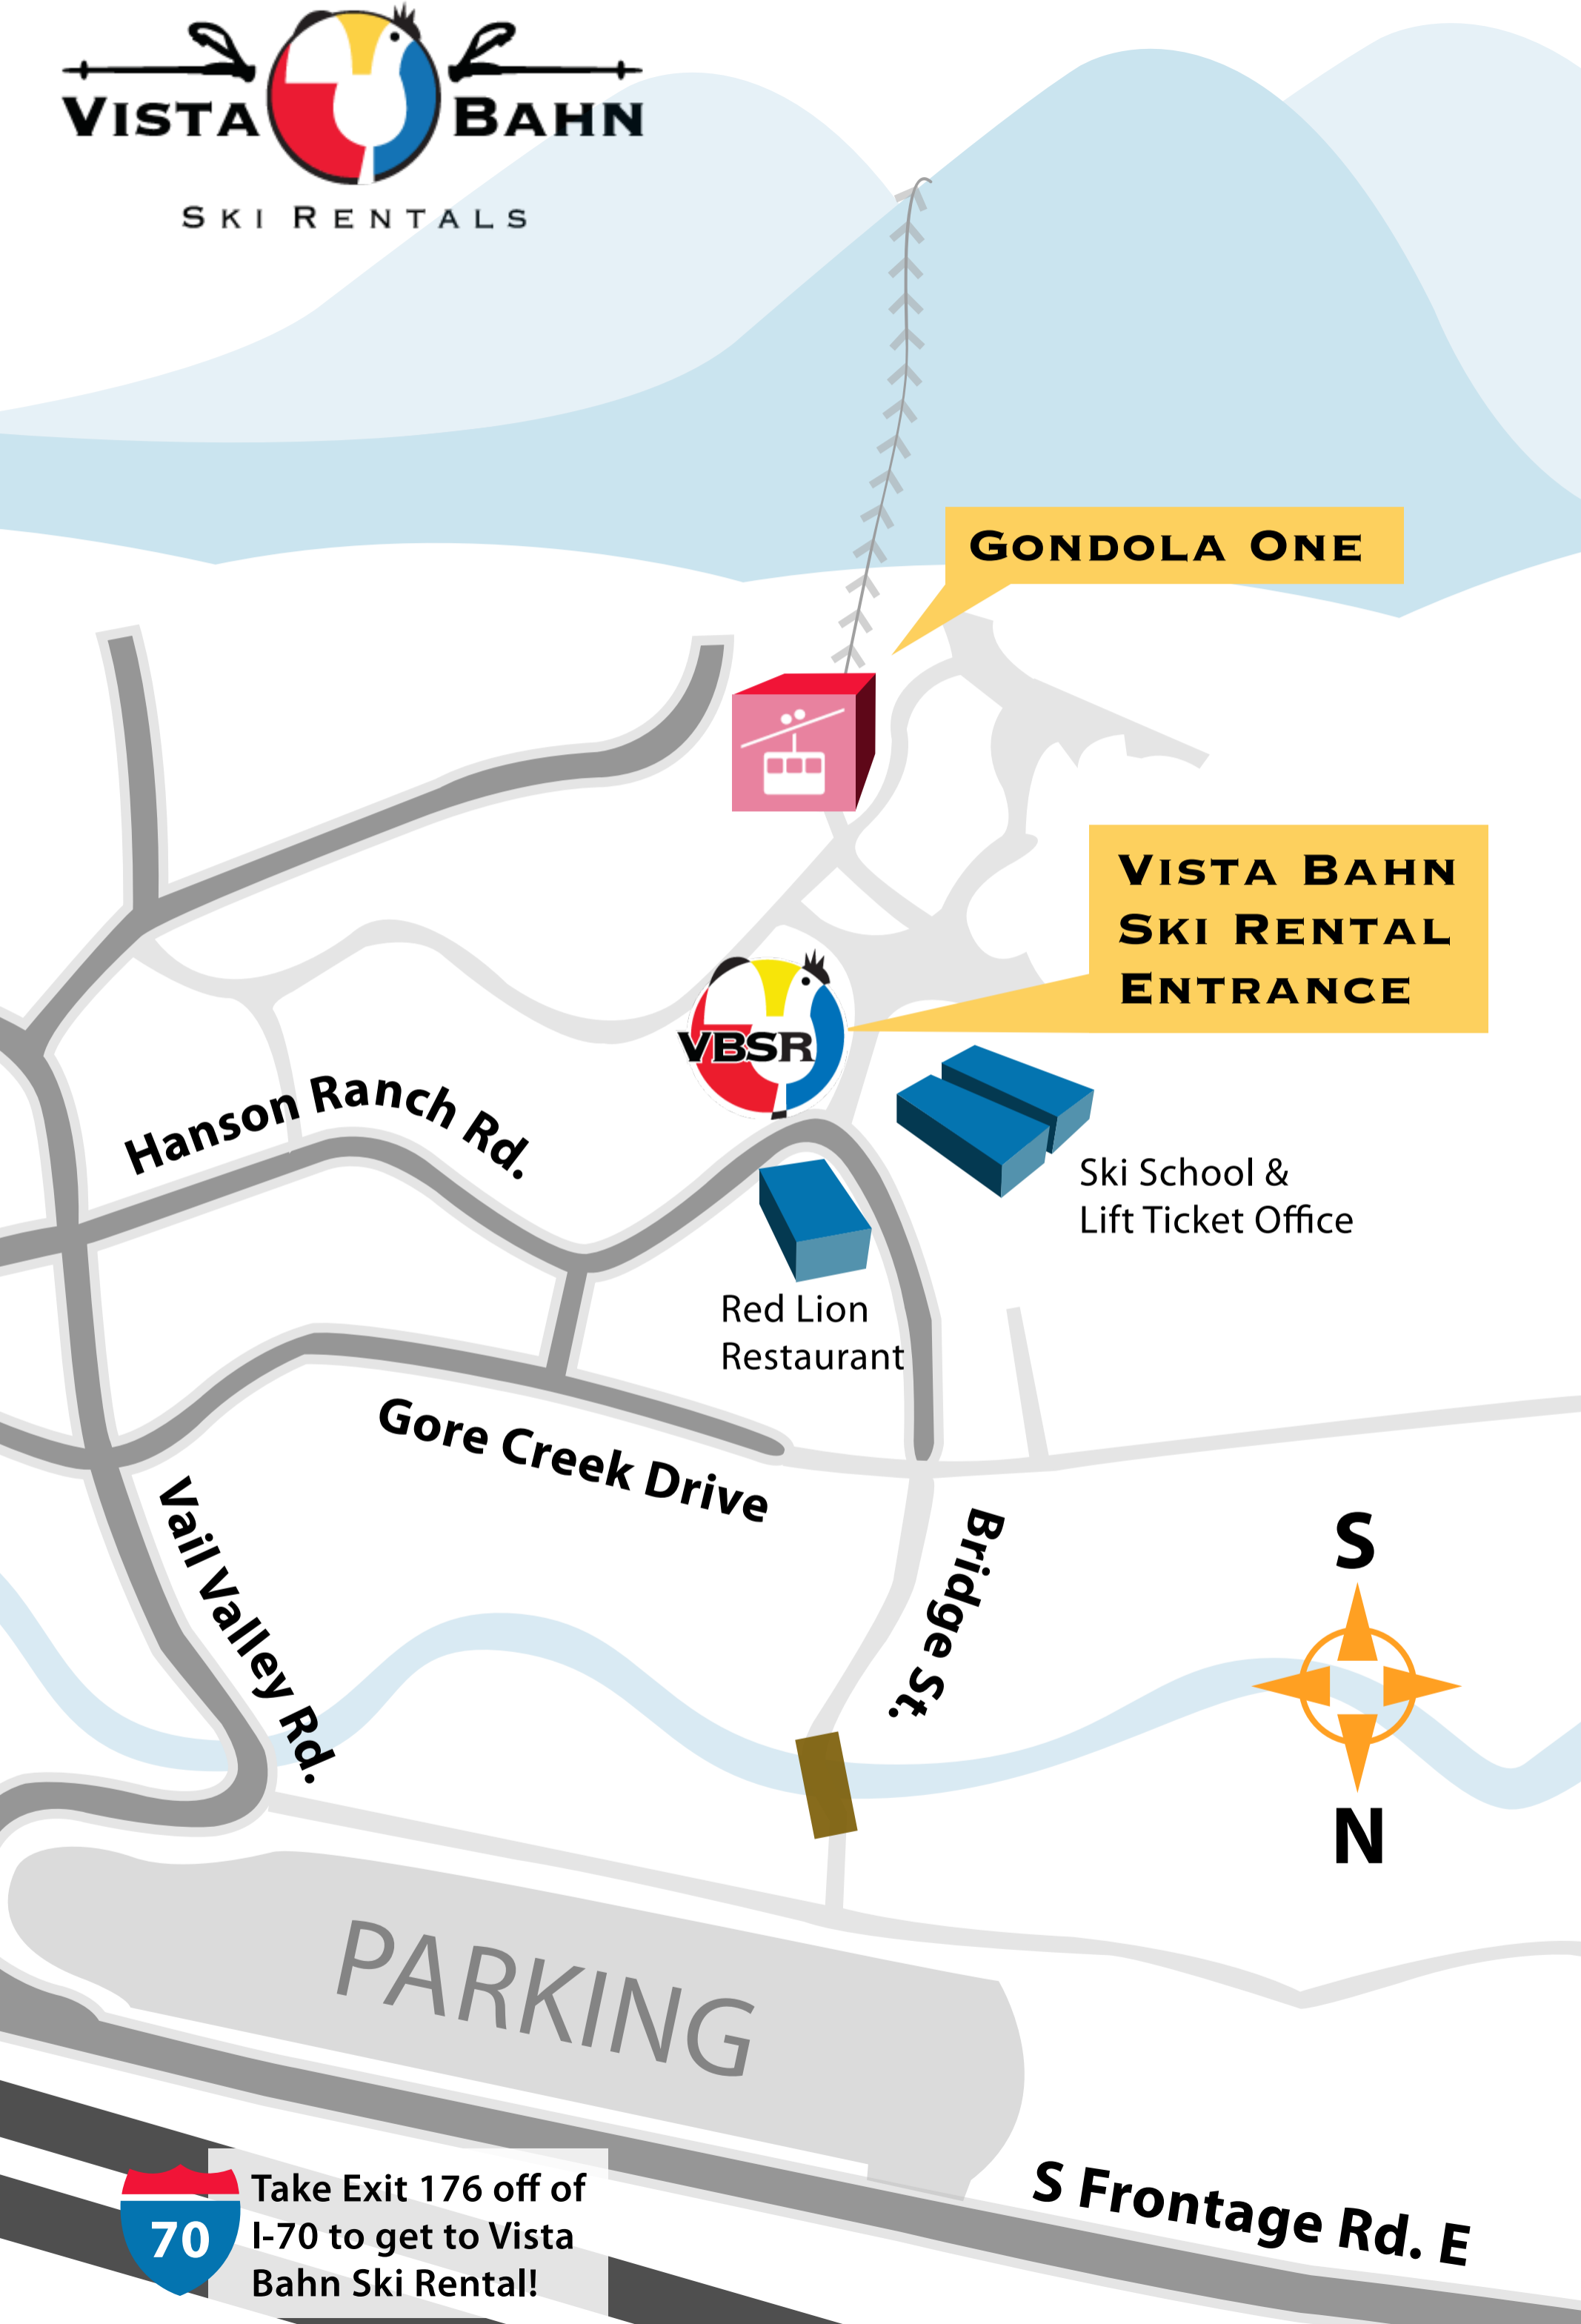 VISTA BAHN
SKI RENTALS
GONDOLA ONE
VISTA BAHN
SKI RENTAL
ENTRANCE
VBSR
Hanson Ranch Rd.
Ski School &
Lift Ticket Office
Red Lion
Restaurant
Gore Creek Drive
Vail Valley Rd.
Bridge St.
S
N
PARKING
S Frontage Rd. E
70
Take Exit 176 off of
I-70 to get to Vista
Bahn Ski Rental!